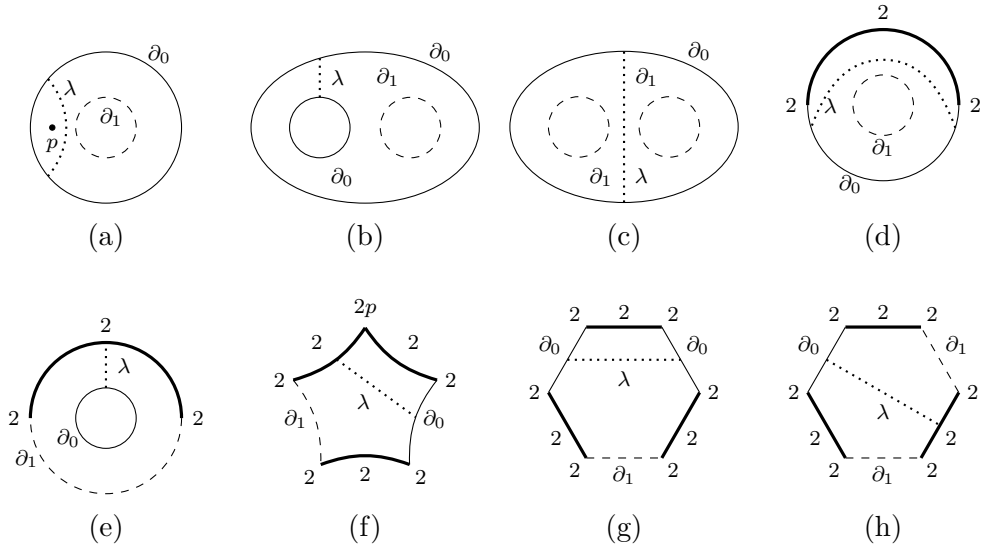 ∂₀ λ p ∂₁
(a)
∂₁ ∂₀ λ ∂₀
(b)
∂₀ ∂₁ ∂₁ λ
(c)
2 2 2 λ ∂₁ ∂₀
(d)
2 2 2 λ ∂₀ ∂₁
(e)
2p 2 2 2 2 ∂₁ λ ∂₀ 2 2 2
(f)
2 2 2 ∂₀ ∂₀ λ 2 2 2 2 2 ∂₁ 2
(g)
2 2 2 ∂₀ ∂₁ λ 2 2 2 2 2 ∂₁ 2
(h)